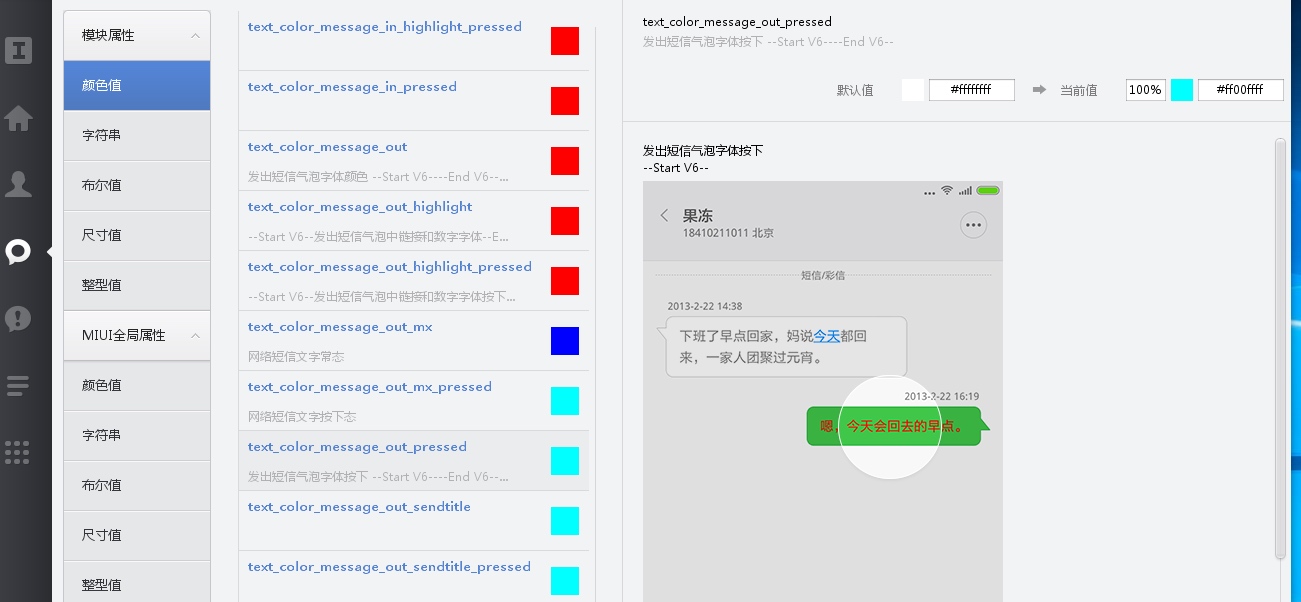 模块属性
颜色值
字符串
布尔值
尺寸值
整型值
MIUI全局属性
颜色值
字符串
布尔值
尺寸值
整型值
text_color_message_in_highlight_pressed
text_color_message_in_pressed
text_color_message_out
发出短信气泡字体颜色 --Start V6----End V6--...
text_color_message_out_highlight
--Start V6--发出短信气泡中链接和数字字体--E...
text_color_message_out_highlight_pressed
--Start V6--发出短信气泡中链接和数字字体按下...
text_color_message_out_mx
网络短信文字常态
text_color_message_out_mx_pressed
网络短信文字按下态
text_color_message_out_pressed
发出短信气泡字体按下 --Start V6----End V6--...
text_color_message_out_sendtitle
text_color_message_out_sendtitle_pressed
text_color_message_out_pressed
发出短信气泡字体按下 --Start V6----End V6--
默认值 #ffffffff 当前值 100% #ff00ffff
发出短信气泡字体按下
--Start V6--
果冻
18410211011 北京
短信/彩信
2013-2-22 14:38
下班了早点回家，妈说今天都回
来，一家人团聚过元宵。
2013-2-22 16:19
嗯，今天会回去的早点。